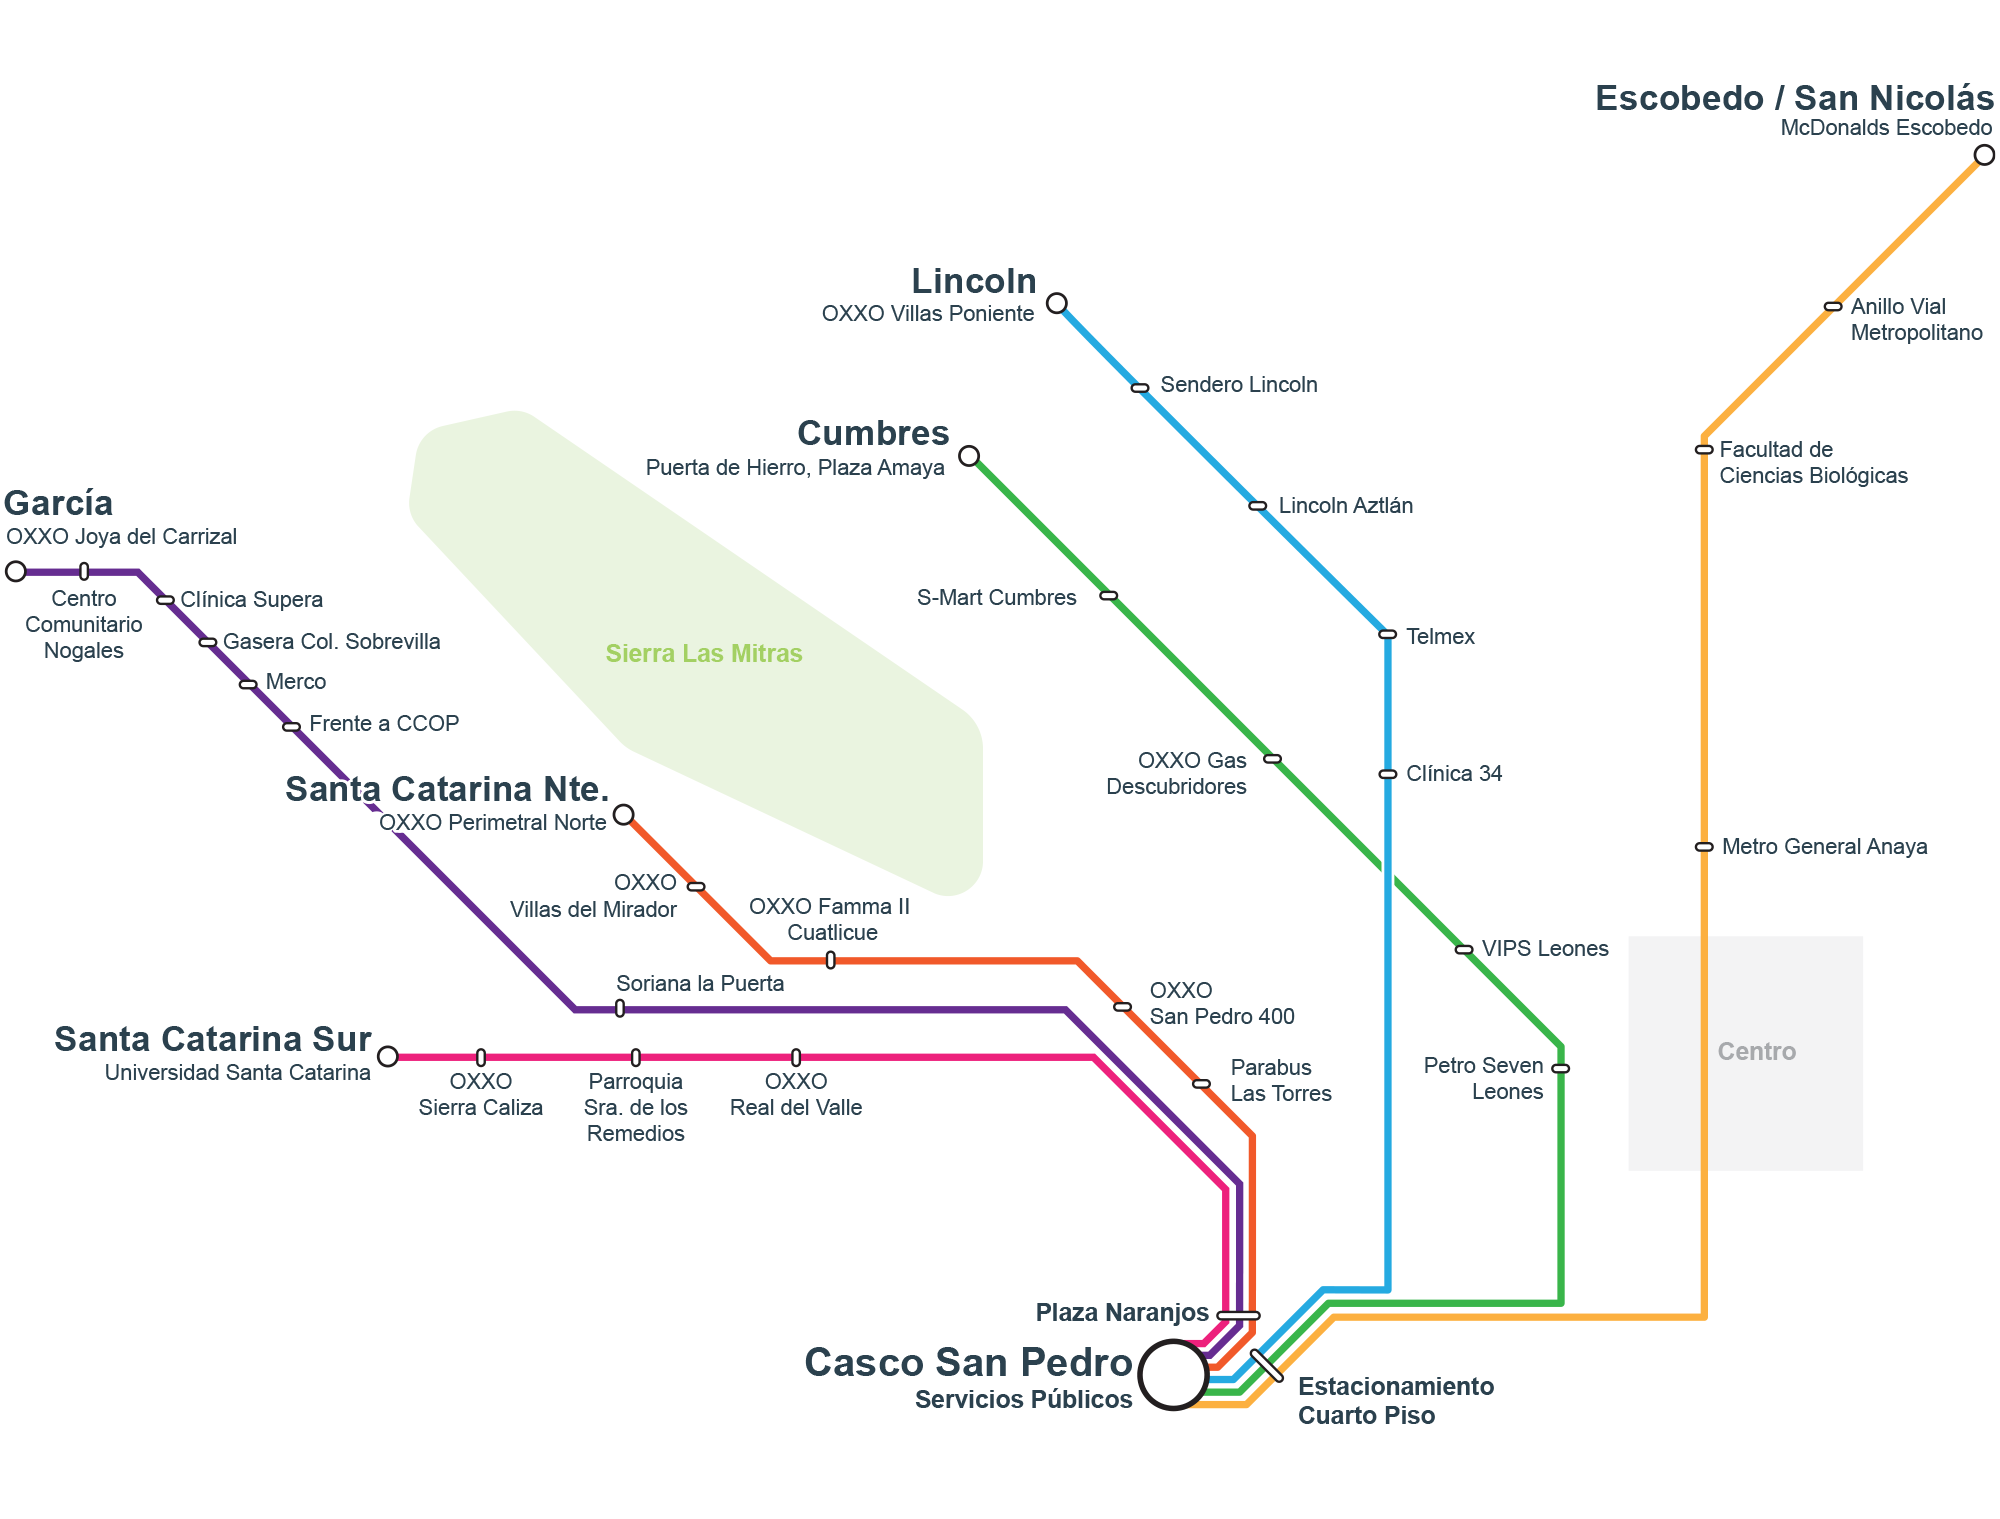 Escobedo / San Nicolás
McDonalds Escobedo
Lincoln
OXXO Villas Poniente
Anillo Vial
Metropolitano
Sendero Lincoln
Cumbres
Puerta de Hierro, Plaza Amaya
Facultad de
Ciencias Biológicas
García
OXXO Joya del Carrizal
Lincoln Aztlán
Centro
Comunitario
Nogales
Clínica Supera
Gasera Col. Sobrevilla
Merco
Frente a CCOP
S-Mart Cumbres
Sierra Las Mitras
Telmex
Santa Catarina Nte.
OXXO Perimetral Norte
OXXO Gas
Descubridores
Clínica 34
Metro General Anaya
OXXO
Villas del Mirador
OXXO Famma II
Cuatlicue
VIPS Leones
Soriana la Puerta
OXXO
San Pedro 400
Santa Catarina Sur
Universidad Santa Catarina
Centro
OXXO
Sierra Caliza
Parroquia
Sra. de los
Remedios
OXXO
Real del Valle
Parabus
Las Torres
Petro Seven
Leones
Plaza Naranjos
Casco San Pedro
Servicios Públicos
Estacionamiento
Cuarto Piso